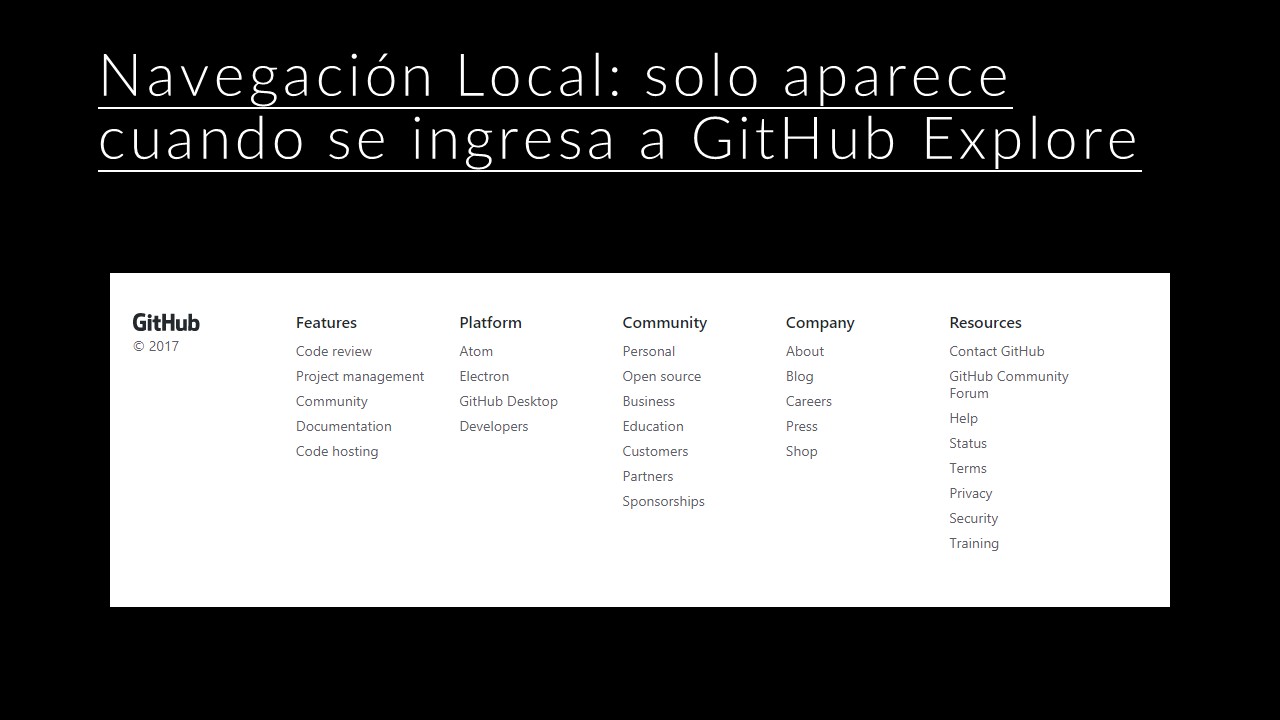 Navegación Local: solo aparece
cuando se ingresa a GitHub Explore
GitHub
© 2017
Features
Code review
Project management
Community
Documentation
Code hosting
Platform
Atom
Electron
GitHub Desktop
Developers
Community
Personal
Open source
Business
Education
Customers
Partners
Sponsorships
Company
About
Blog
Careers
Press
Shop
Resources
Contact GitHub
GitHub Community
Forum
Help
Status
Terms
Privacy
Security
Training